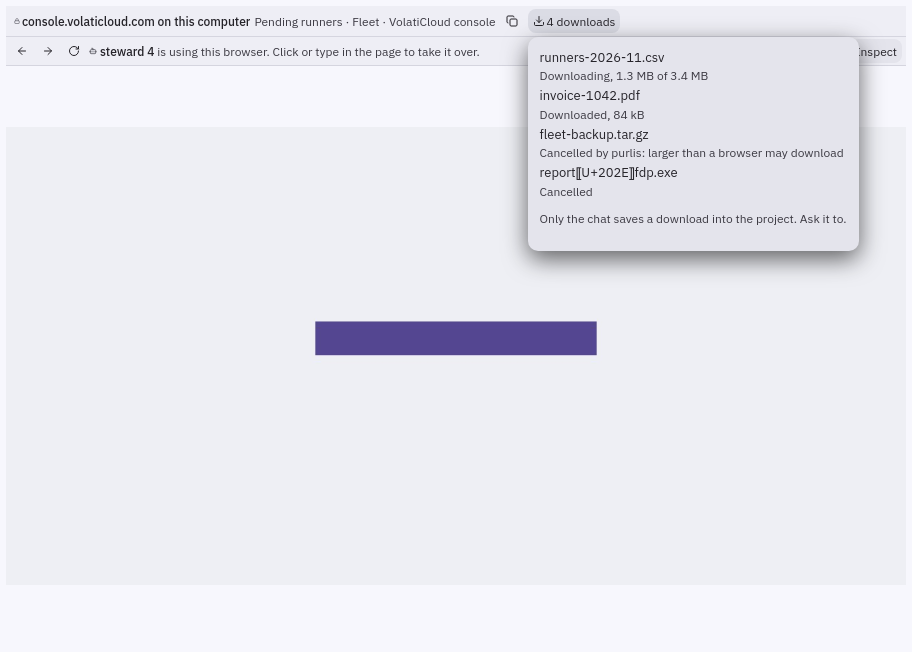 console.volaticloud.com on this computer Pending runners · Fleet · VolatiCloud console 4 downloads
steward 4 is using this browser. Click or type in the page to take it over. Inspect
runners-2026-11.csv
Downloading, 1.3 MB of 3.4 MB
invoice-1042.pdf
Downloaded, 84 kB
fleet-backup.tar.gz
Cancelled by purlis: larger than a browser may download
report⟦U+202E⟧fdp.exe
Cancelled
Only the chat saves a download into the project. Ask it to.